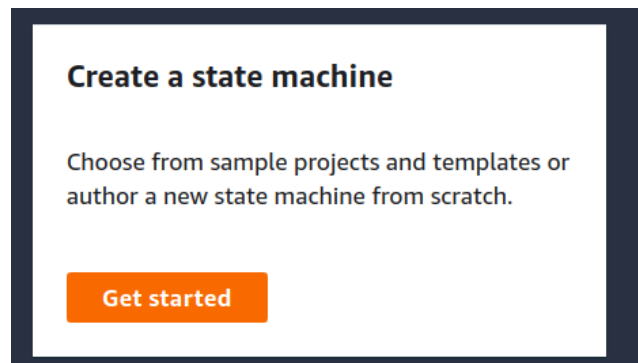 Create a state machine
Choose from sample projects and templates or
author a new state machine from scratch.
Get started